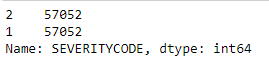 2    57052
1    57052
Name: SEVERITYCODE, dtype: int64